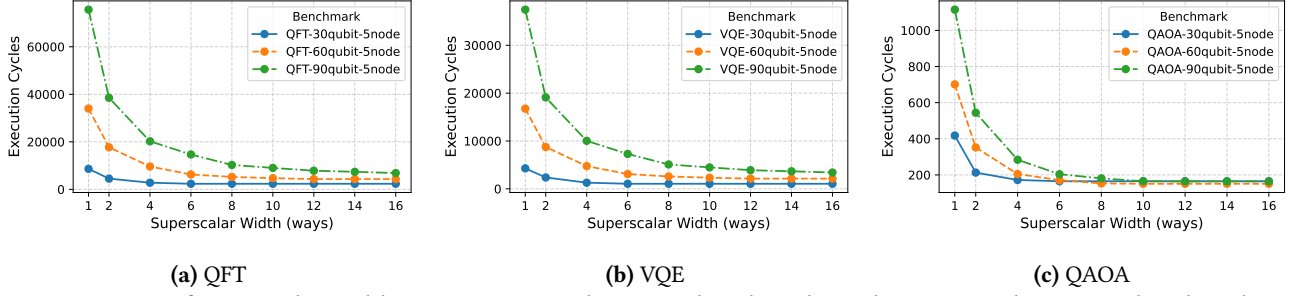 Execution Cycles
60000
40000
20000
0
Benchmark
QFT-30qubit-5node
QFT-60qubit-5node
QFT-90qubit-5node
1 2 4 6 8 10 12 14 16
Superscalar Width (ways)
(a) QFT
Execution Cycles
30000
20000
10000
0
Benchmark
VQE-30qubit-5node
VQE-60qubit-5node
VQE-90qubit-5node
1 2 4 6 8 10 12 14 16
Superscalar Width (ways)
(b) VQE
Execution Cycles
1000
800
600
400
200
Benchmark
QAOA-30qubit-5node
QAOA-60qubit-5node
QAOA-90qubit-5node
1 2 4 6 8 10 12 14 16
Superscalar Width (ways)
(c) QAOA